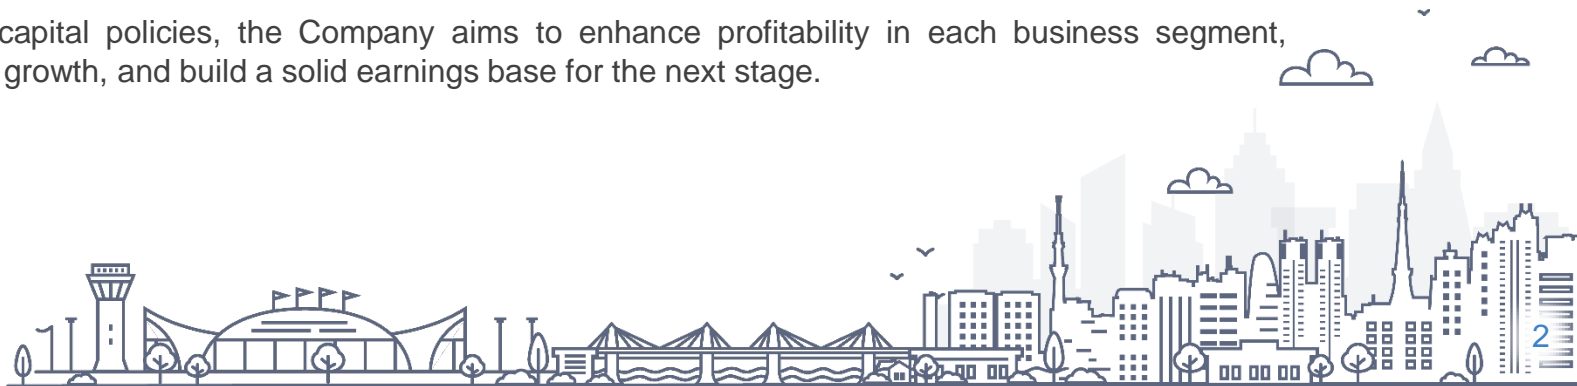 capital policies, the Company aims to enhance profitability in each business segment,
growth, and build a solid earnings base for the next stage.
2